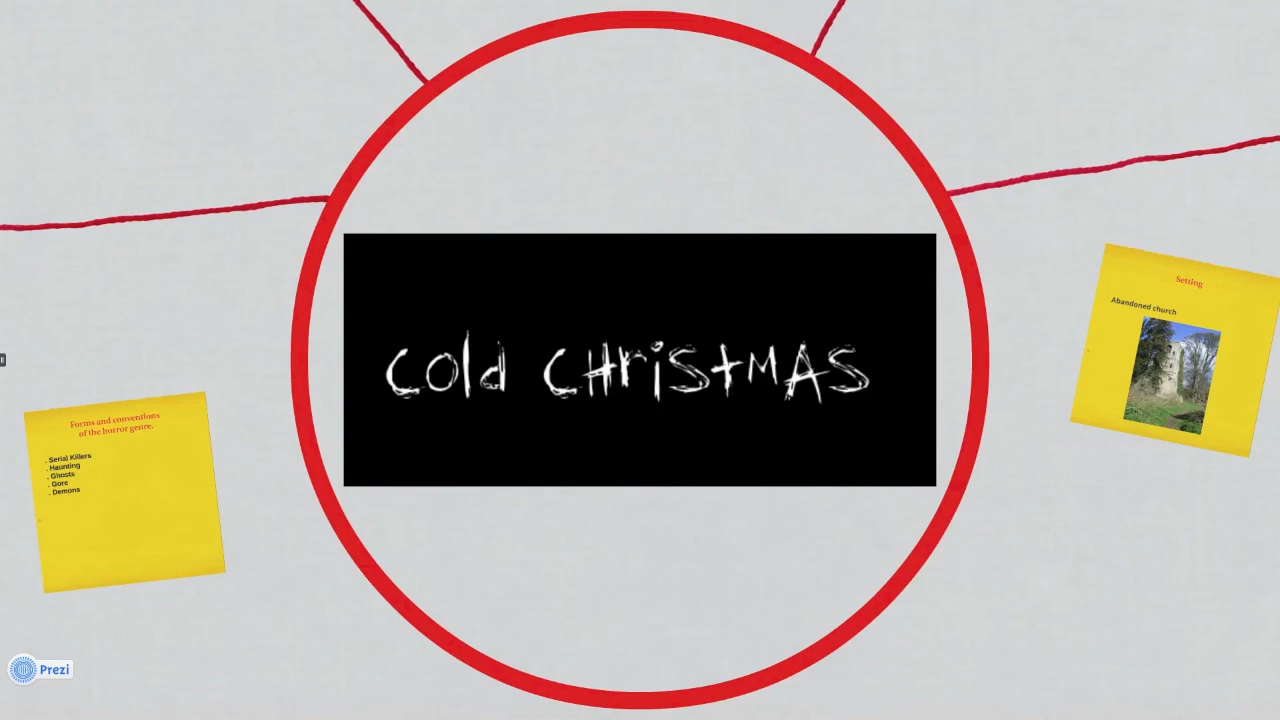 cold CHriStMAS
Forms and conventions
of the horror genre.
. Serial Killers
. Haunting
. Ghosts
. Gore
. Demons
Setting
Abandoned church
Prezi